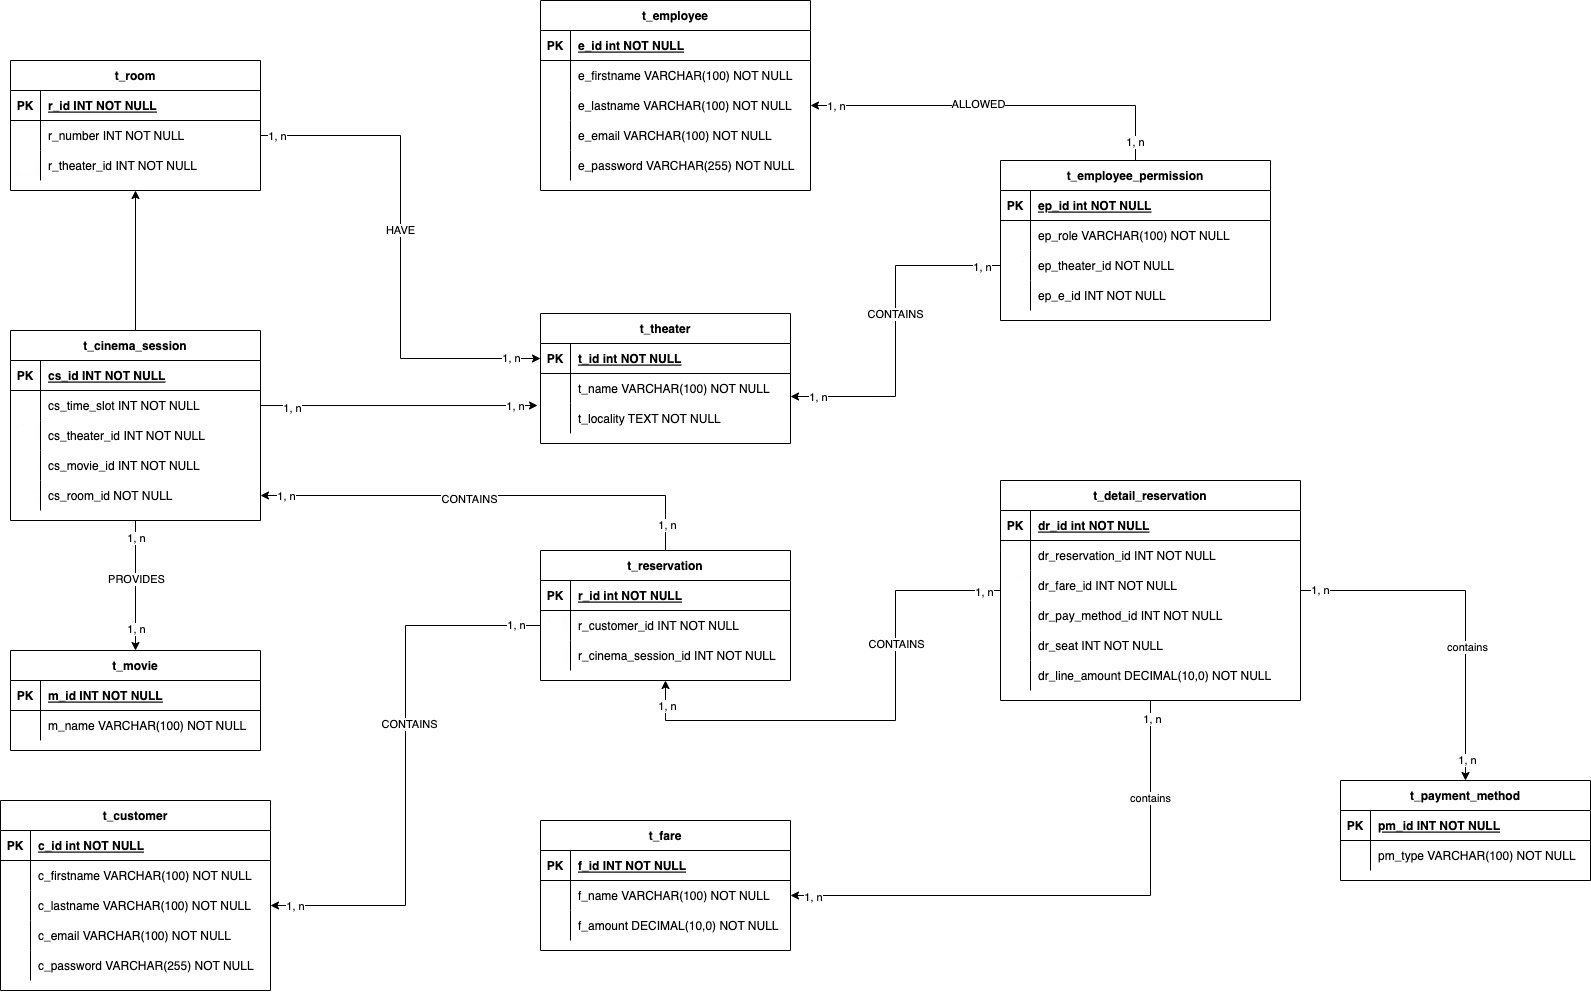 t_employee
PK e_id int NOT NULL
e_firstname VARCHAR(100) NOT NULL
e_lastname VARCHAR(100) NOT NULL
e_email VARCHAR(100) NOT NULL
e_password VARCHAR(255) NOT NULL
t_room
PK r_id INT NOT NULL
r_number INT NOT NULL
r_theater_id INT NOT NULL
1, n
HAVE
1, n
1, n
ALLOWED
1, n
t_employee_permission
PK ep_id int NOT NULL
ep_role VARCHAR(100) NOT NULL
ep_theater_id NOT NULL
ep_e_id INT NOT NULL
1, n
CONTAINS
1, n
t_theater
PK t_id int NOT NULL
t_name VARCHAR(100) NOT NULL
t_locality TEXT NOT NULL
t_cinema_session
PK cs_id INT NOT NULL
cs_time_slot INT NOT NULL
cs_theater_id INT NOT NULL
cs_movie_id INT NOT NULL
cs_room_id NOT NULL
1, n
1, n
1, n
CONTAINS
1, n
1, n
PROVIDES
1, n
t_movie
PK m_id INT NOT NULL
m_name VARCHAR(100) NOT NULL
t_reservation
PK r_id int NOT NULL
r_customer_id INT NOT NULL
r_cinema_session_id INT NOT NULL
1, n
CONTAINS
1, n
t_detail_reservation
PK dr_id int NOT NULL
dr_reservation_id INT NOT NULL
dr_fare_id INT NOT NULL
dr_pay_method_id INT NOT NULL
dr_seat INT NOT NULL
dr_line_amount DECIMAL(10,0) NOT NULL
1, n
CONTAINS
1, n
1, n
contains
1, n
1, n
contains
1, n
t_payment_method
PK pm_id INT NOT NULL
pm_type VARCHAR(100) NOT NULL
t_customer
PK c_id int NOT NULL
c_firstname VARCHAR(100) NOT NULL
c_lastname VARCHAR(100) NOT NULL
c_email VARCHAR(100) NOT NULL
c_password VARCHAR(255) NOT NULL
t_fare
PK f_id INT NOT NULL
f_name VARCHAR(100) NOT NULL
f_amount DECIMAL(10,0) NOT NULL